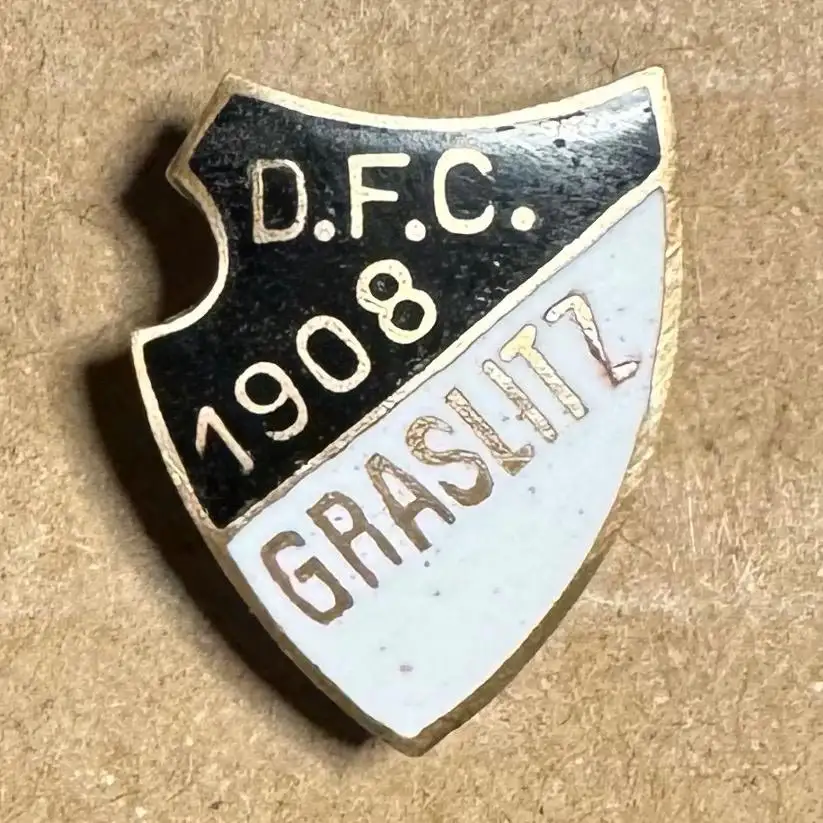 D.F.C.
1908
GRASLITZ